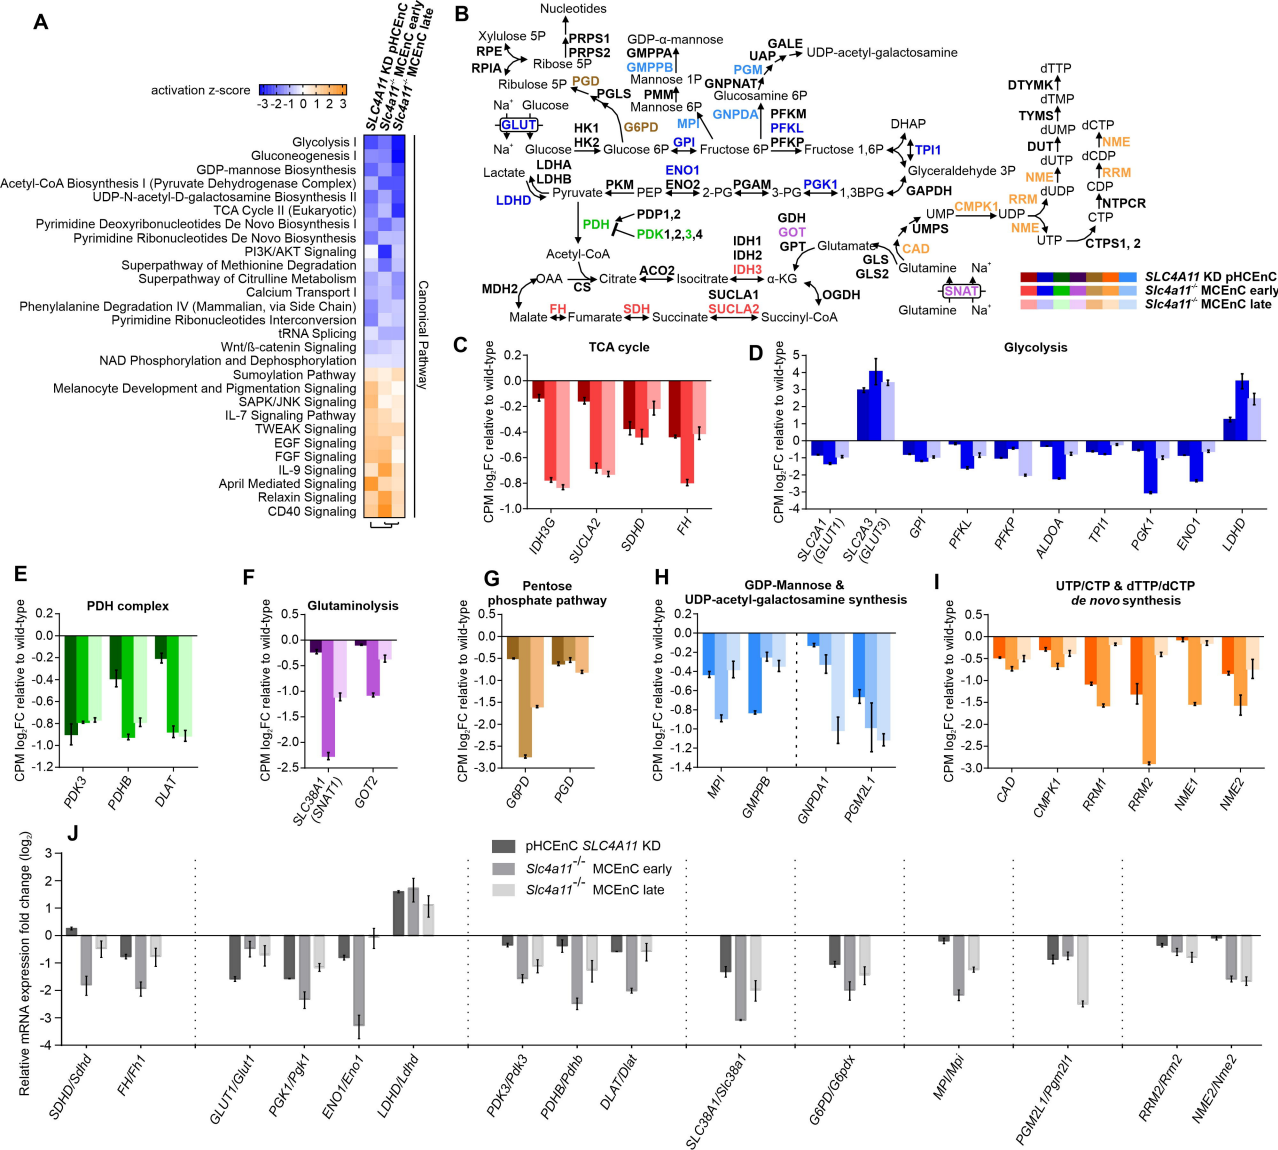 A
activation z-score
-3 -2 -1 0 1 2 3
SLC4A11 KD pHCEnC
Slc4a11-/- MCEnC early
Slc4a11-/- MCEnC late
Glycolysis I
Gluconeogenesis I
GDP-mannose Biosynthesis
Acetyl-CoA Biosynthesis I (Pyruvate Dehydrogenase Complex)
UDP-N-acetyl-D-galactosamine Biosynthesis II
TCA Cycle II (Eukaryotic)
Pyrimidine Deoxyribonucleotides De Novo Biosynthesis I
Pyrimidine Ribonucleotides De Novo Biosynthesis
PI3K/AKT Signaling
Superpathway of Methionine Degradation
Superpathway of Citrulline Metabolism
Calcium Transport I
Phenylalanine Degradation IV (Mammalian, via Side Chain)
Pyrimidine Ribonucleotides Interconversion
tRNA Splicing
Wnt/ß-catenin Signaling
NAD Phosphorylation and Dephosphorylation
Sumoylation Pathway
Melanocyte Development and Pigmentation Signaling
SAPK/JNK Signaling
IL-7 Signaling Pathway
TWEAK Signaling
EGF Signaling
FGF Signaling
IL-9 Signaling
April Mediated Signaling
Relaxin Signaling
CD40 Signaling
Canonical Pathway
B
Nucleotides
Xylulose 5P
PRPS1
PRPS2
RPE
RPIA
Ribose 5P
Ribulose 5P
PGD
PGLS
G6PD
GDP-α-mannose
GMPPA
GMPPB
Mannose 1P
PMM
Mannose 6P
MPI
GALE
UAP
UDP-acetyl-galactosamine
PGM
GNPNAT
Glucosamine 6P
GNPDA
Na+ Glucose
GLUT
Na+ Glucose
HK1
HK2
Glucose 6P
GPI
Fructose 6P
PFKM
PFKL
PFKP
Fructose 1,6P
DHAP
TPI1
Glyceraldehyde 3P
GAPDH
Lactate
LDHA
LDHB
LDHD
Pyruvate
PKM
PEP
ENO1
ENO2
2-PG
PGAM
3-PG
PGK1
1,3BPG
PDH
PDP1,2
PDK1,2,3,4
Acetyl-CoA
OAA
CS
Citrate
ACO2
Isocitrate
IDH1
IDH2
IDH3
α-KG
GDH
GOT
GPT
Glutamate
GLS
GLS2
Glutamine
Na+
SNAT
Glutamine
Na+
MDH2
Malate
FH
Fumarate
SDH
Succinate
SUCLA1
SUCLA2
Succinyl-CoA
OGDH
CAD
UMP
UMPS
CMPK1
UDP
RRM
NME
dUDP
NME
dUTP
DUT
dUMP
TYMS
dTMP
DTYMK
dTTP
UTP
CTPS1, 2
CTP
NTPCR
CDP
RRM
dCDP
NME
dCTP
SLC4A11 KD pHCEnC
Slc4a11-/- MCEnC early
Slc4a11-/- MCEnC late
C
TCA cycle
CPM log2FC relative to wild-type
0.2
0.0
-0.2
-0.4
-0.6
-0.8
-1.0
IDH3G
SUCLA2
SDHD
FH
D
Glycolysis
CPM log2FC relative to wild-type
5
4
3
2
1
0
-1
-2
-3
-4
SLC2A1
(GLUT1)
SLC2A3
(GLUT3)
GPI
PFKL
PFKP
ALDOA
TPI1
PGK1
ENO1
LDHD
E
PDH complex
CPM log2FC relative to wild-type
0.2
0.0
-0.2
-0.4
-0.6
-0.8
-1.0
-1.2
PDK3
PDHB
DLAT
F
Glutaminolysis
CPM log2FC relative to wild-type
0.5
0.0
-0.5
-1.0
-1.5
-2.0
-2.5
SLC38A1
(SNAT1)
GOT2
G
Pentose
phosphate pathway
CPM log2FC relative to wild-type
0.5
0.0
-0.5
-1.0
-1.5
-2.0
-2.5
-3.0
G6PD
PGD
H
GDP-Mannose &
UDP-acetyl-galactosamine synthesis
CPM log2FC relative to wild-type
0.2
0.0
-0.2
-0.4
-0.6
-0.8
-1.0
-1.2
-1.4
MPI
GMPPB
GNPDA1
PGM2L1
I
UTP/CTP & dTTP/dCTP
de novo synthesis
CPM log2FC relative to wild-type
0.5
0.0
-0.5
-1.0
-1.5
-2.0
-2.5
-3.0
CAD
CMPK1
RRM1
RRM2
NME1
NME2
J
Relative mRNA expression fold change (log2)
3
2
1
0
-1
-2
-3
-4
pHCEnC SLC4A11 KD
Slc4a11-/- MCEnC early
Slc4a11-/- MCEnC late
SDHD/Sdhd
FH/Fh1
GLUT1/Glut1
PGK1/Pgk1
ENO1/Eno1
LDHD/Ldhd
PDK3/Pdk3
PDHB/Pdhb
DLAT/Dlat
SLC38A1/Slc38a1
G6PD/G6pdx
MPI/Mpi
PGM2L1/Pgm2l1
RRM2/Rrm2
NME2/Nme2